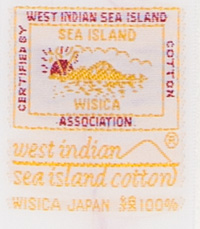 WEST INDIAN SEA ISLAND
CERTIFIED BY
COTTON
SEA ISLAND
WISICA
ASSOCIATION
west indian
®
sea island cotton
WISICA JAPAN 綿100%